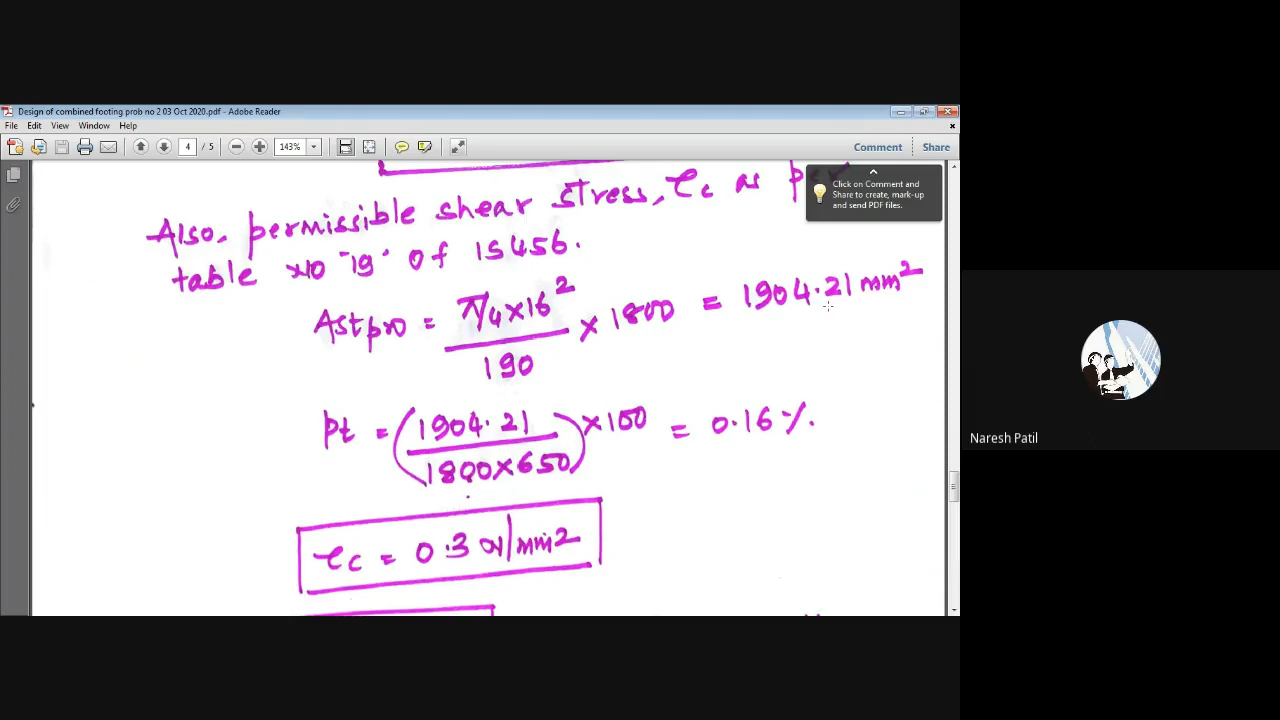 Design of combined footing prob no 2 03 Oct 2020.pdf - Adobe Reader
File Edit View Window Help
4 / 5 143% Comment Share
Click on Comment and
Share to create, mark-up
and send PDF files.
Also, permissible shear stress, τc as per
table no "19" of IS456.
Astpro = π/4×16² / 190 × 1800 = 1904.21 mm²
Pt = (1904.21 / 1800×650) × 100 = 0.16 %.
τc = 0.3 N/mm²
Naresh Patil